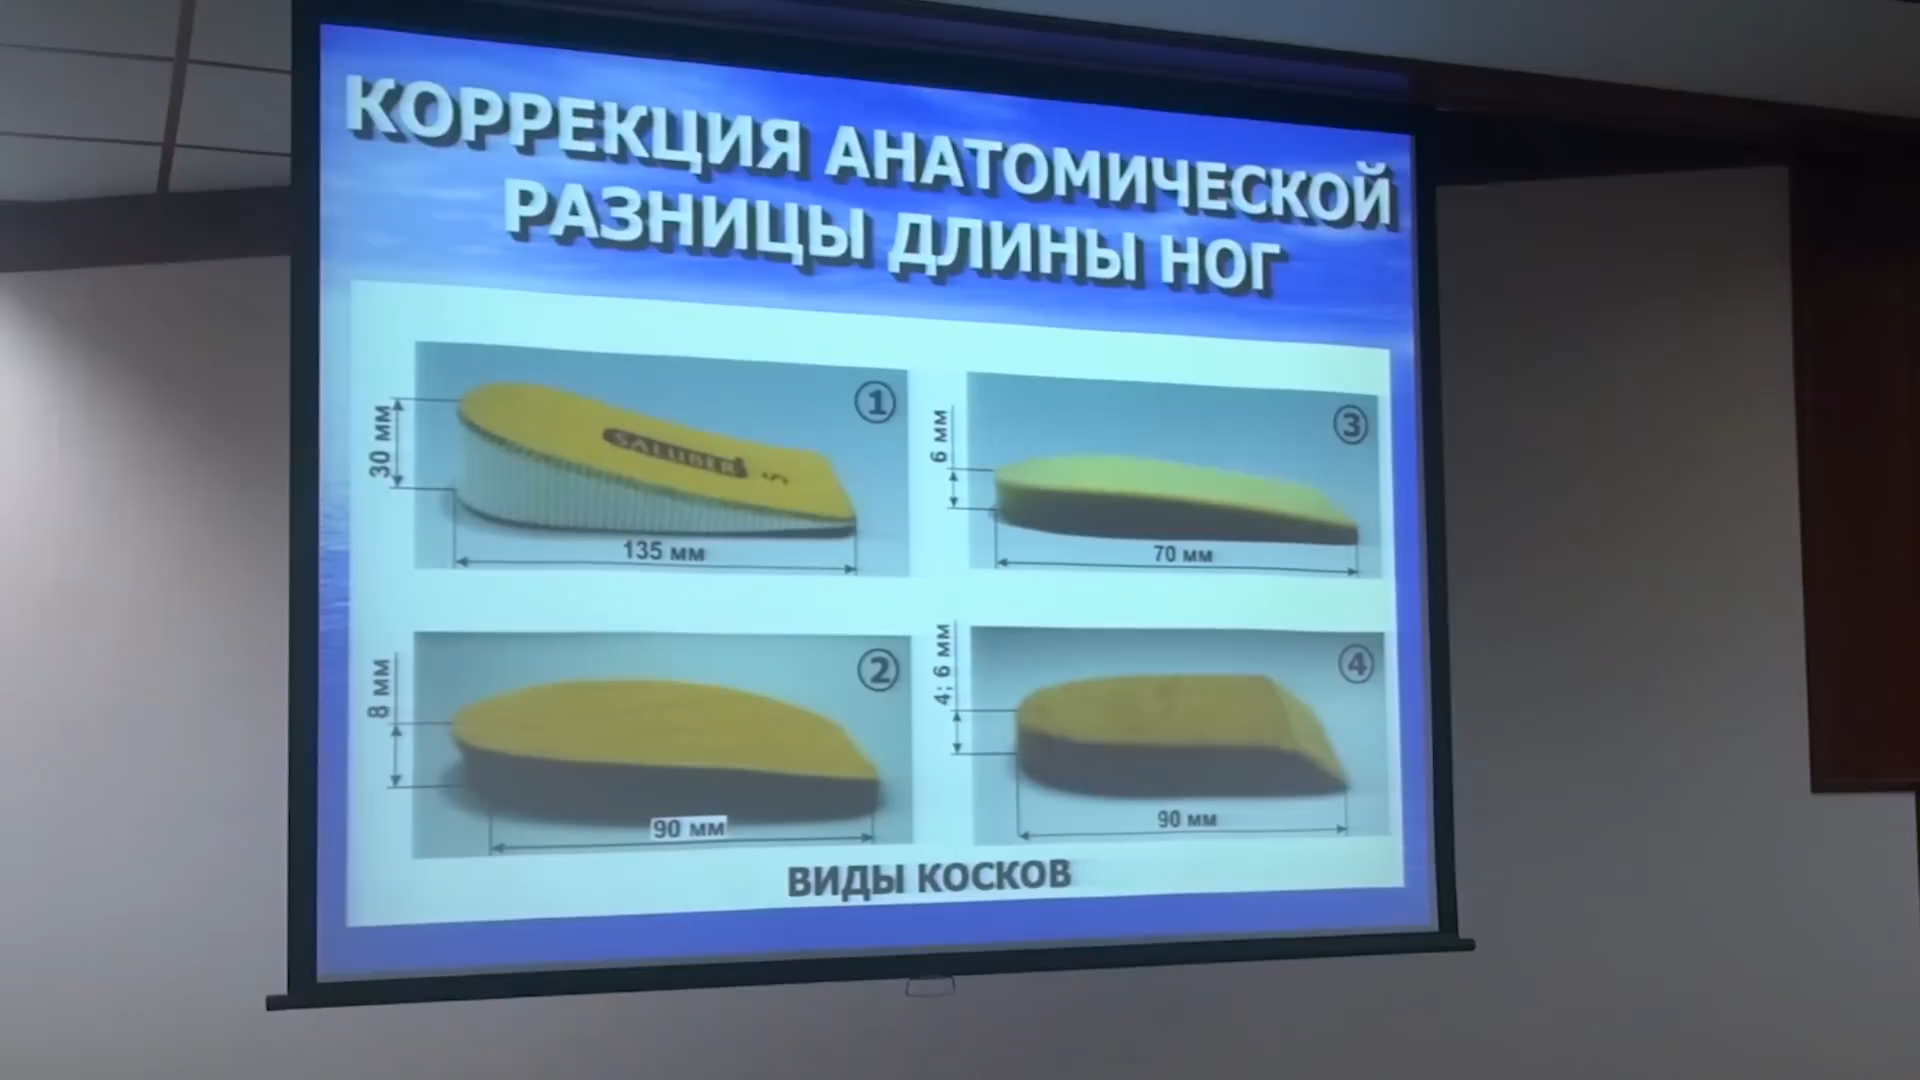 КОРРЕКЦИЯ АНАТОМИЧЕСКОЙ
РАЗНИЦЫ ДЛИНЫ НОГ
30 мм
SALUBER S
1
135 мм
6 мм
3
70 мм
8 мм
2
90 мм
4; 6 мм
4
90 мм
ВИДЫ КОСКОВ